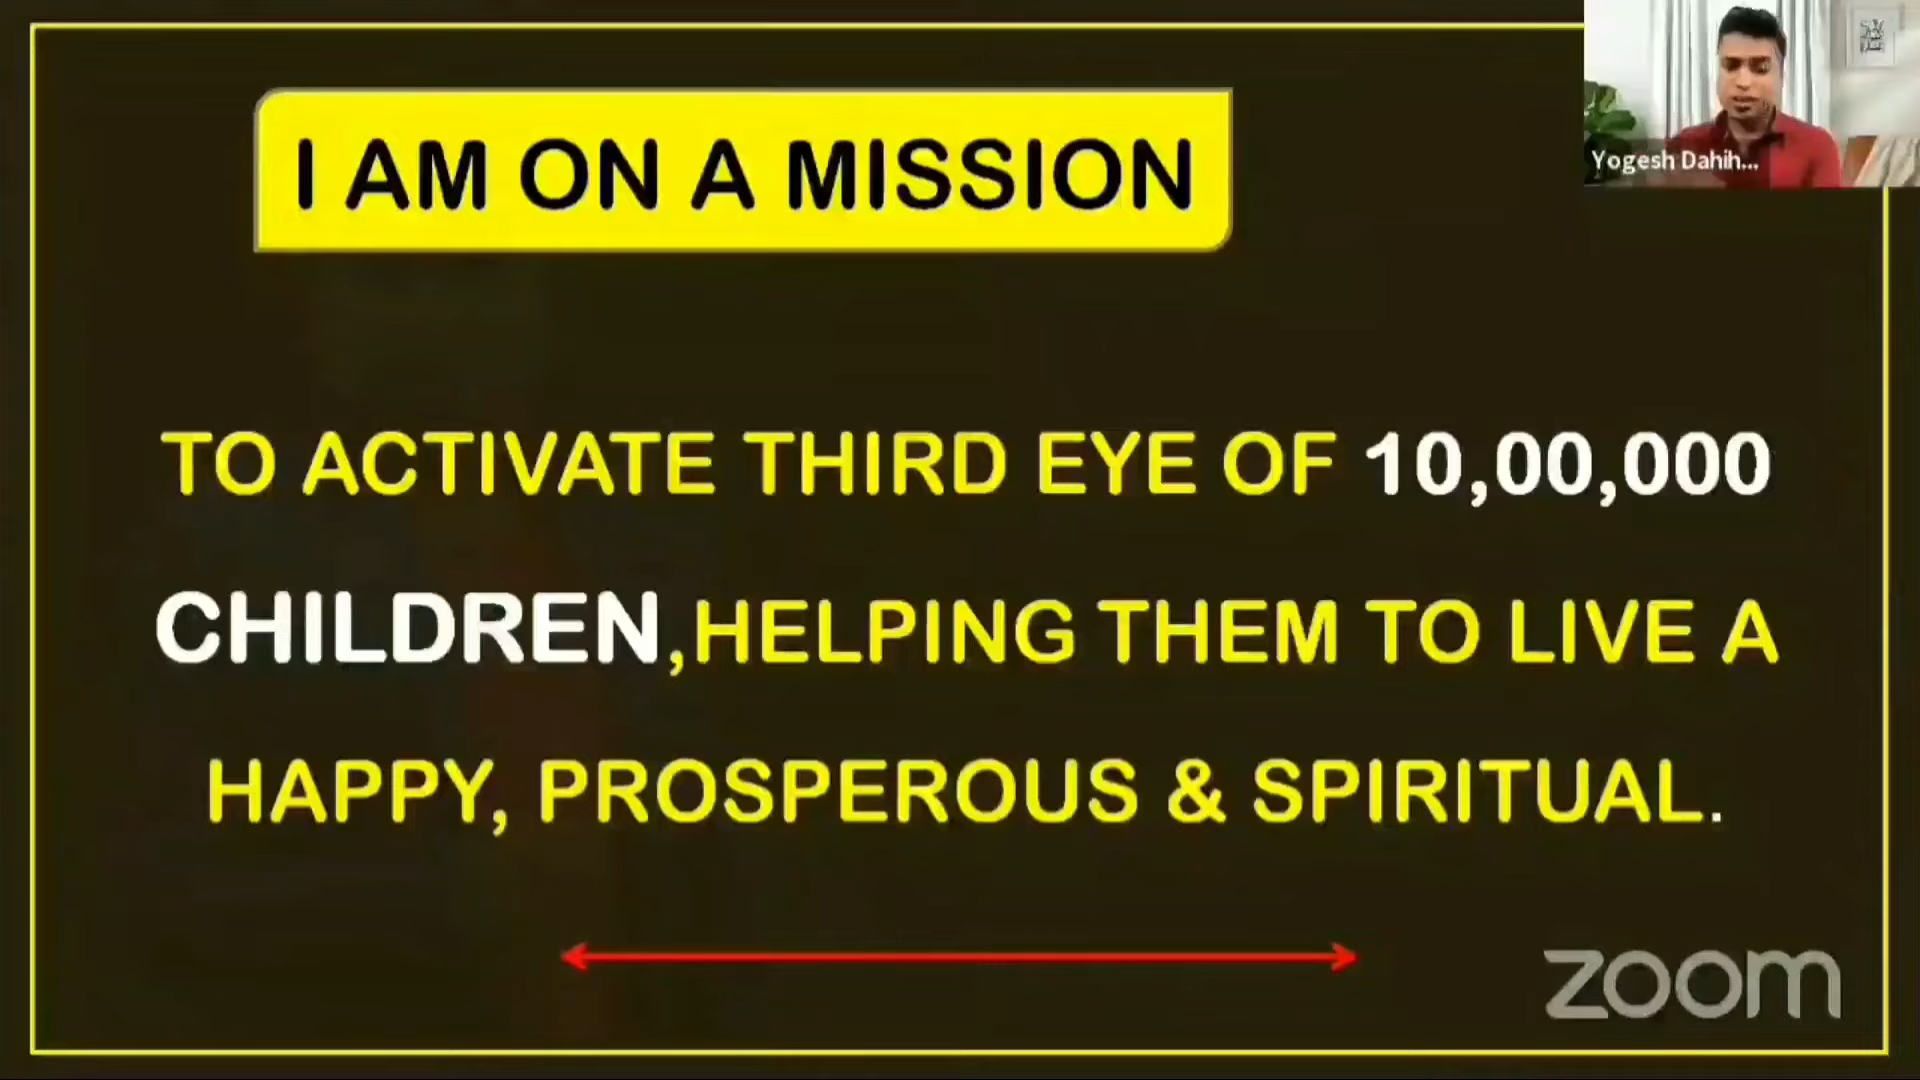 I AM ON A MISSION
Yogesh Dahih...
TO ACTIVATE THIRD EYE OF 10,00,000
CHILDREN,HELPING THEM TO LIVE A
HAPPY, PROSPEROUS & SPIRITUAL.
zoom